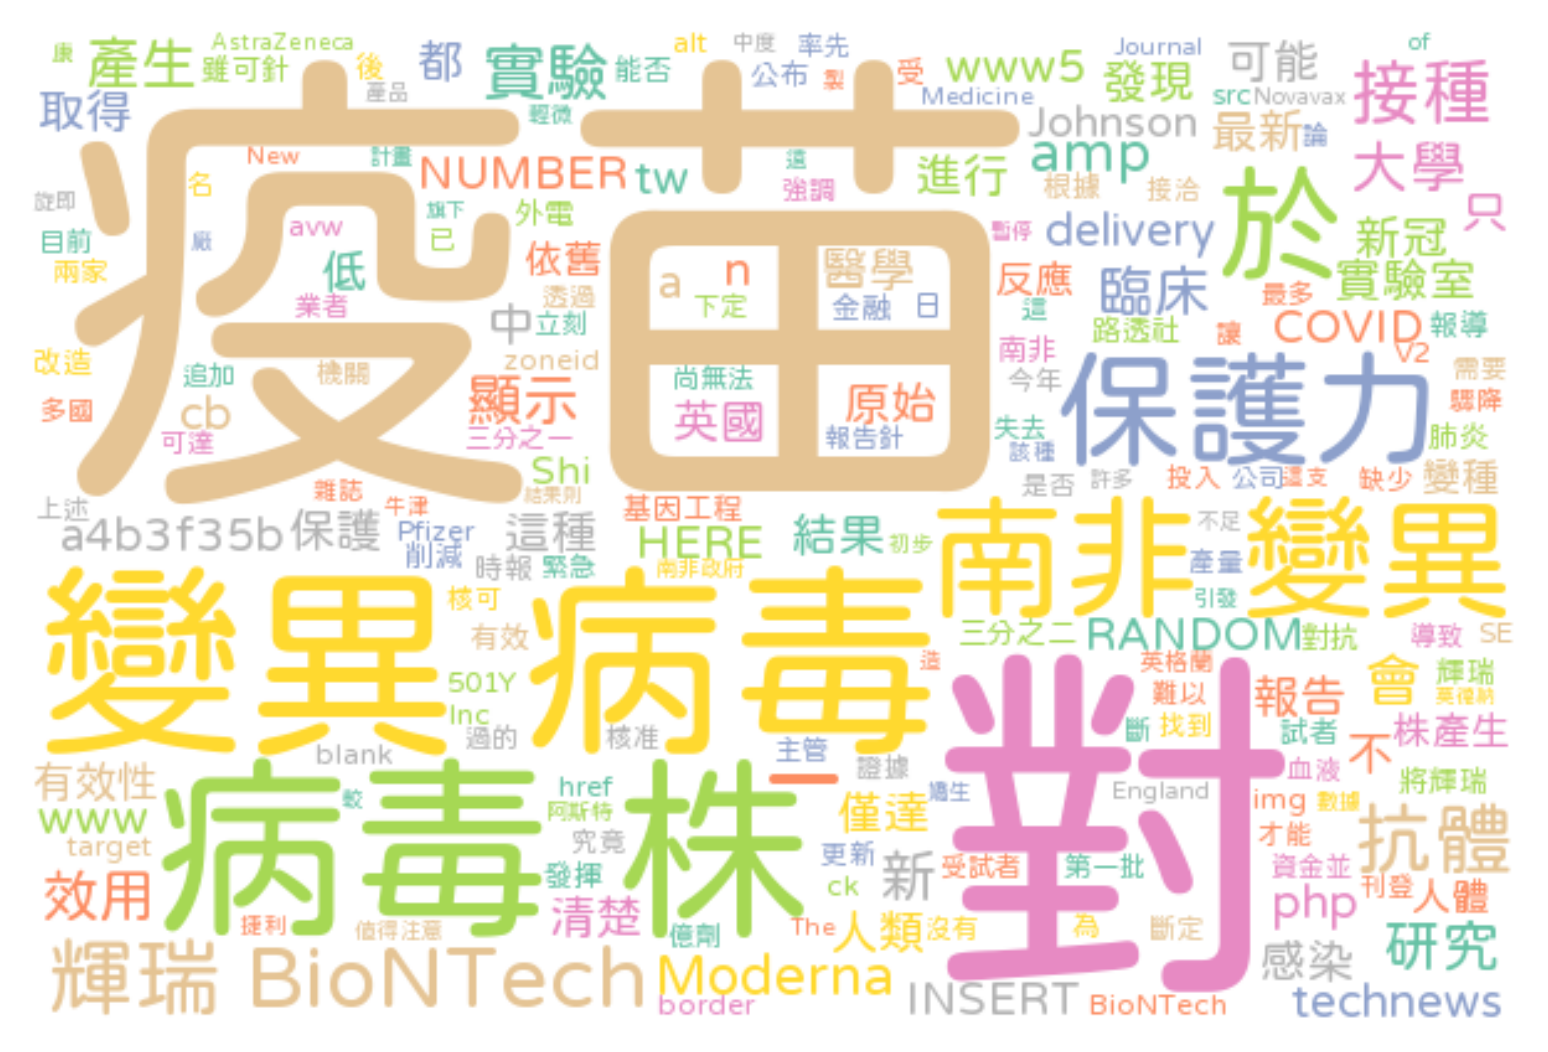 康 產生 AstraZeneca 後 都 實驗 能否 alt 中度 率先 Journal 可能 of
雖可針 產品 公布 製 受 www5 發現 接種
取得 輕微 Medicine src Novavax
疫苗
New 計畫 NUMBER tw 這 進行 Johnson 最新 論
amp 大學
旋即 名 旗下 外電 強調 根據 接洽 於 只
目前 廠 avw 已 依舊 暫停 delivery 新冠
兩家 低 a n 醫學 反應 臨床 最多 實驗室
業者 透過 下定 金融 日 這
中 立刻 路透社 讓 COVID 報導
改造 追加 機關 zoneid 尚無法 南非 V2 需要
多國 cb 顯示 英國 原始 今年 保護力 驟降
可達 三分之一 報告針 失去 該種 肺炎
Shi 是否 許多 投入 公司 這支 缺少 變種
上述 雜誌 牛津 結果則 基因工程
a4b3f35b 保護 Pfizer 這種 HERE 結果 初步 南非變異 不足
削減 時報 緊急 南非政府 產量
變異病毒 核可 引發
有效 三分之二 RANDOM 對抗 導致 SE
501Y 造 對 英格蘭 報告 會 輝瑞
Inc 過的 核准 難以 英德納
blank 主管 斷 找到 試者 不 株產生
有效性 病毒株 href 一 證據 血液 將輝瑞
www 較 阿斯特 僅達 England img 數據 抗體
target 究竟 更新 才能
效用 發揮 ck 新 受試者 第一批 資金並
捷利 值得注意 清楚 億劑 The 人類 沒有 為 斷定 php 刊登 人體
輝瑞 BioNTech Moderna 感染 研究
border INSERT BioNTech technews